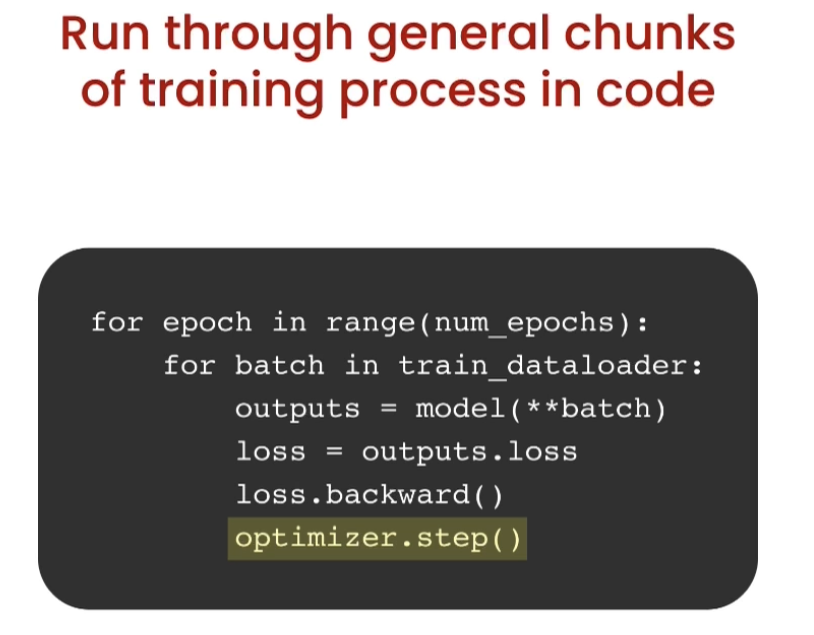 Run through general chunks
of training process in code
for epoch in range(num_epochs):
    for batch in train_dataloader:
        outputs = model(**batch)
        loss = outputs.loss
        loss.backward()
        optimizer.step()